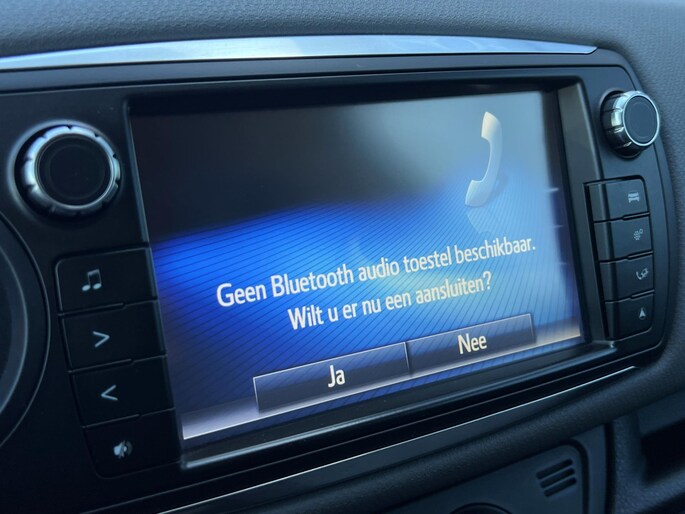 Geen Bluetooth audio toestel beschikbaar.
Wilt u er nu een aansluiten?
Ja
Nee